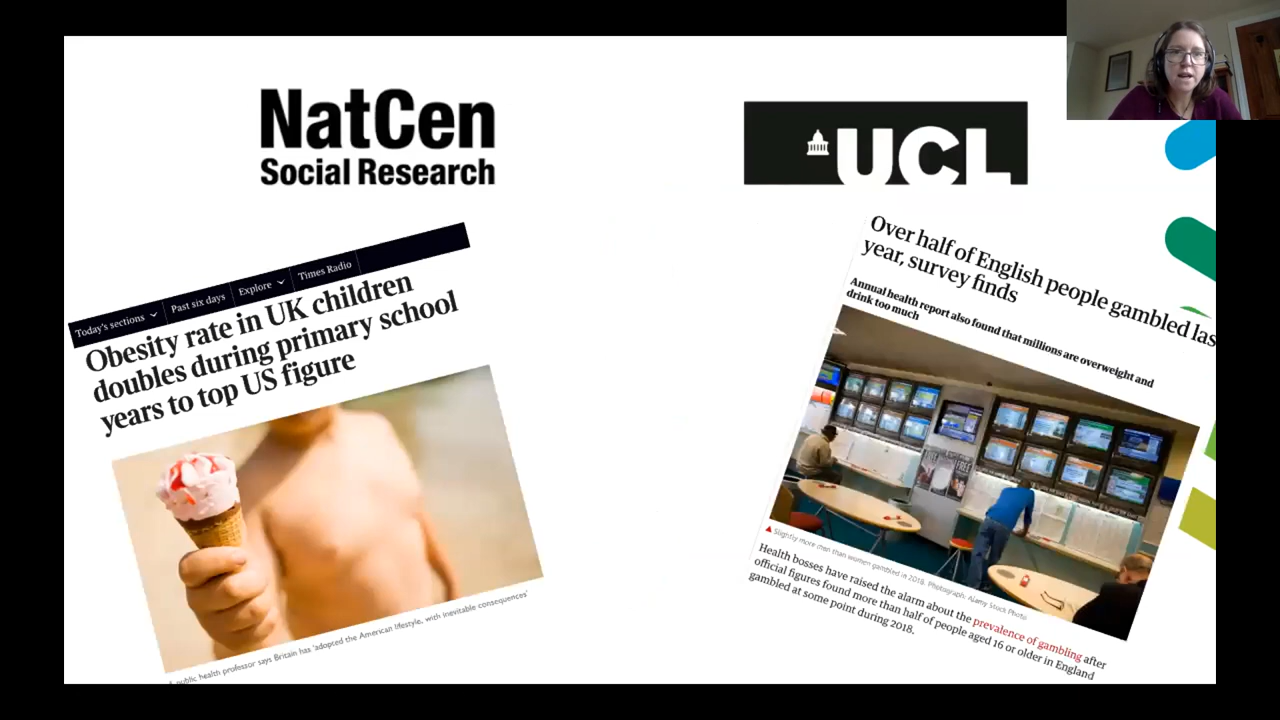 NatCen
Social Research
UCL
Today's sections
Past six days
Explore
Times Radio
Obesity rate in UK children
doubles during primary school
years to top US figure
public health professor says Britain has 'adopted the American lifestyle, with inevitable consequences'
Over half of English people gambled las
year, survey finds
Annual health report also found that millions are overweight and
drink too much
Slightly more men than women gambled in 2018. Photograph: Alamy Stock Photo
Health bosses have raised the alarm about the prevalence of gambling after
official figures found more than half of people aged 16 or older in England
gambled at some point during 2018.